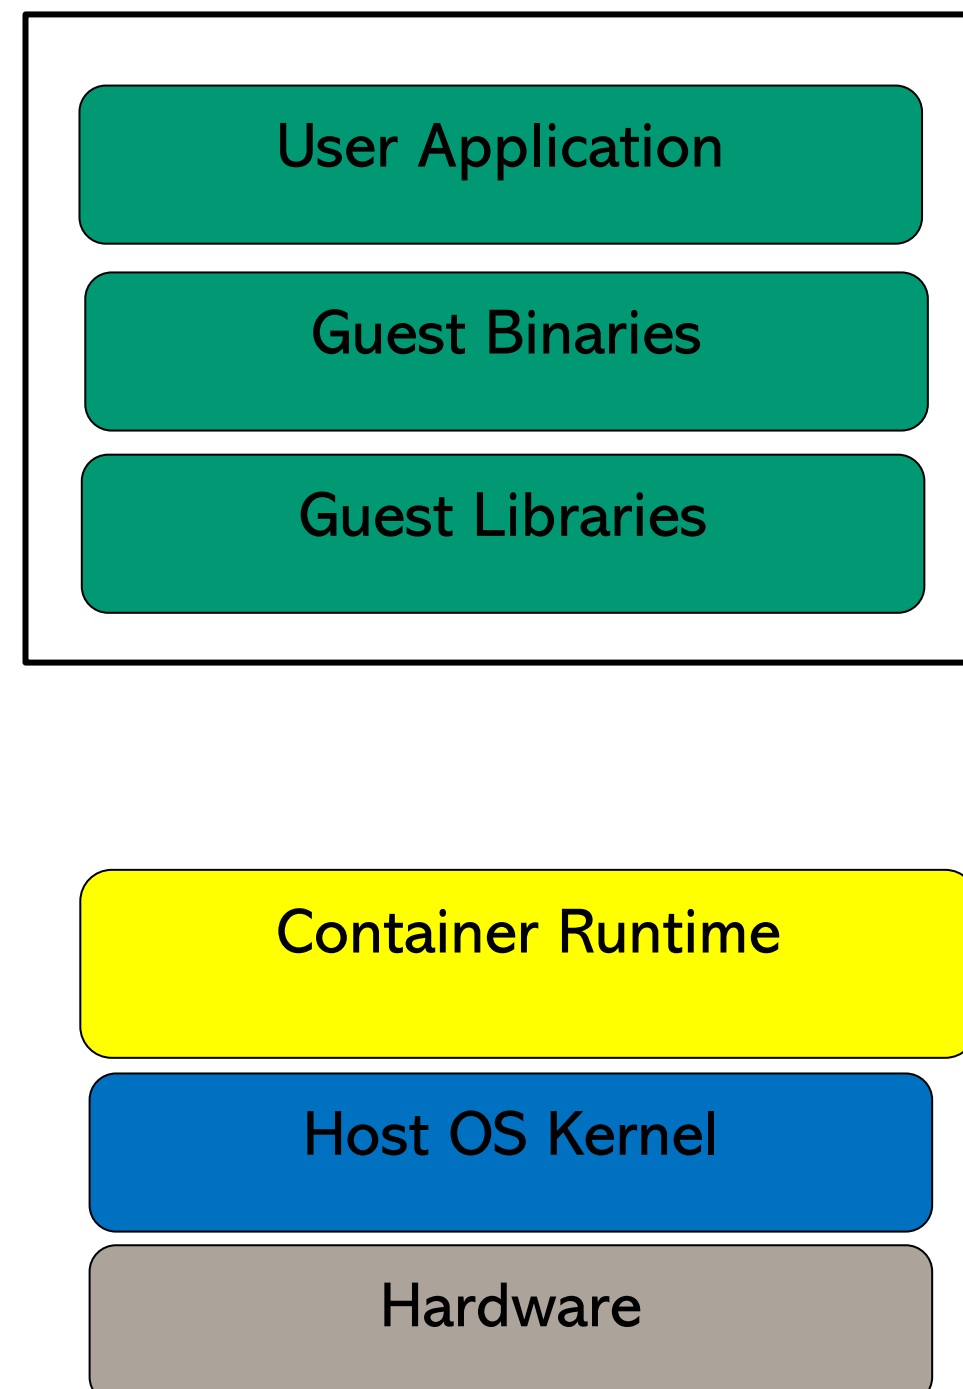 User Application
Guest Binaries
Guest Libraries
Container Runtime
Host OS Kernel
Hardware